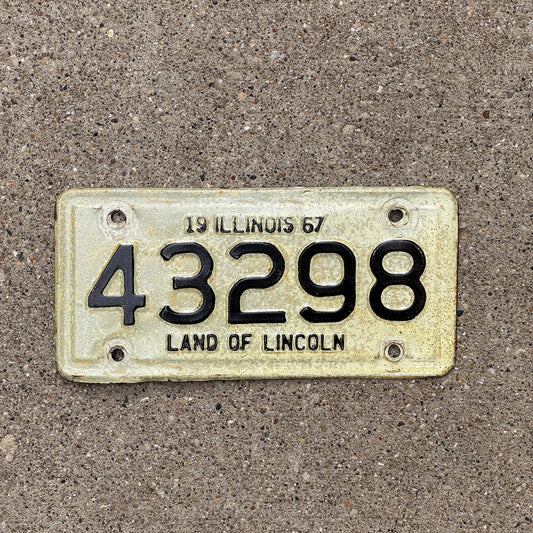 19 ILLINOIS 67
43298
LAND OF LINCOLN